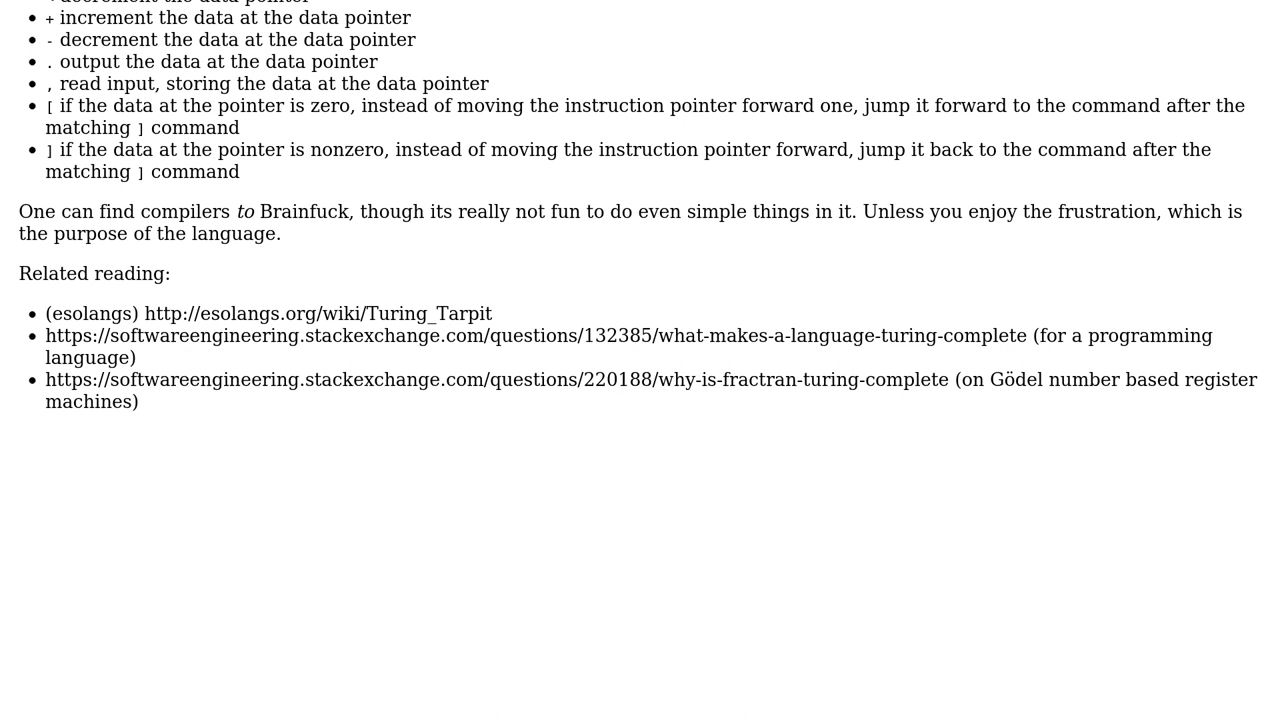 + increment the data at the data pointer
- decrement the data at the data pointer
. output the data at the data pointer
, read input, storing the data at the data pointer
[ if the data at the pointer is zero, instead of moving the instruction pointer forward one, jump it forward to the command after the
matching ] command
] if the data at the pointer is nonzero, instead of moving the instruction pointer forward, jump it back to the command after the
matching ] command
One can find compilers to Brainfuck, though its really not fun to do even simple things in it. Unless you enjoy the frustration, which is
the purpose of the language.
Related reading:
(esolangs) http://esolangs.org/wiki/Turing_Tarpit
https://softwareengineering.stackexchange.com/questions/132385/what-makes-a-language-turing-complete (for a programming
language)
https://softwareengineering.stackexchange.com/questions/220188/why-is-fractran-turing-complete (on Gödel number based register
machines)